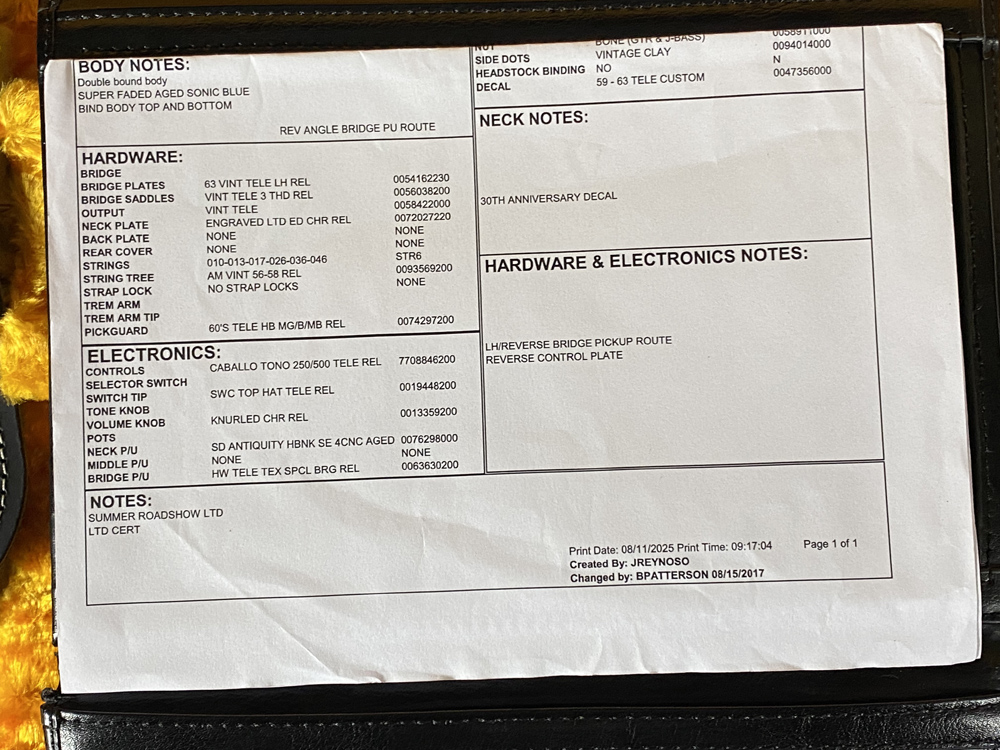 BODY NOTES:
Double bound body
SUPER FADED AGED SONIC BLUE
BIND BODY TOP AND BOTTOM
REV ANGLE BRIDGE PU ROUTE
HARDWARE:
BRIDGE
BRIDGE PLATES 63 VINT TELE LH REL 0054162230
BRIDGE SADDLES VINT TELE 3 THD REL 0056038200
OUTPUT VINT TELE 0058422000
NECK PLATE ENGRAVED LTD ED CHR REL 0072027220
BACK PLATE NONE NONE
REAR COVER NONE NONE
STRINGS 010-013-017-026-036-046 STR6
STRING TREE AM VINT 56-58 REL 0093569200
STRAP LOCK NO STRAP LOCKS NONE
TREM ARM
TREM ARM TIP
PICKGUARD 60'S TELE HB MG/B/MB REL 0074297200
ELECTRONICS:
CONTROLS CABALLO TONO 250/500 TELE REL 7708846200
SELECTOR SWITCH
SWITCH TIP SWC TOP HAT TELE REL 0019448200
TONE KNOB
VOLUME KNOB KNURLED CHR REL 0013359200
POTS
NECK P/U SD ANTIQUITY HBNK SE 4CNC AGED 0076298000
MIDDLE P/U NONE NONE
BRIDGE P/U HW TELE TEX SPCL BRG REL 0063630200
NUT BONE (GTR & J-BASS) 0058911000
SIDE DOTS VINTAGE CLAY 0094014000
HEADSTOCK BINDING NO N
DECAL 59 - 63 TELE CUSTOM 0047356000
NECK NOTES:
30TH ANNIVERSARY DECAL
HARDWARE & ELECTRONICS NOTES:
LH/REVERSE BRIDGE PICKUP ROUTE
REVERSE CONTROL PLATE
NOTES:
SUMMER ROADSHOW LTD
LTD CERT
Print Date: 08/11/2025 Print Time: 09:17:04 Page 1 of 1
Created By: JREYNOSO
Changed by: BPATTERSON 08/15/2017